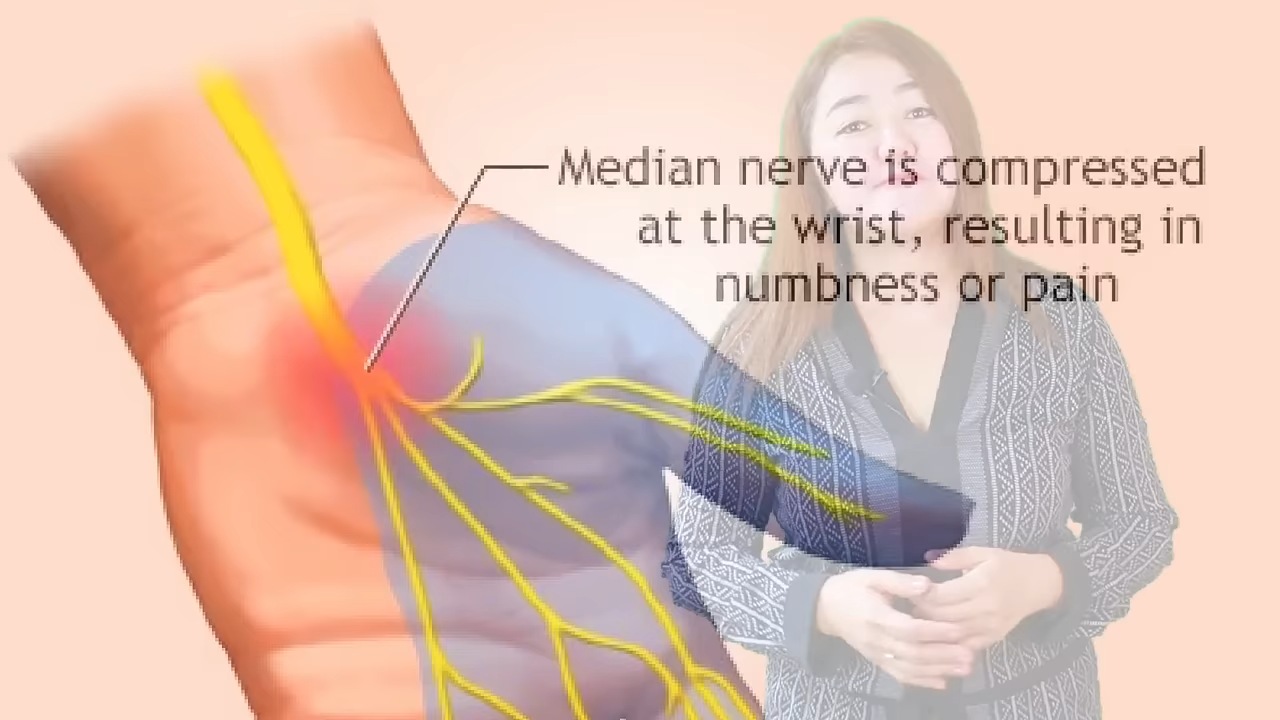 Median nerve is compressed
at the wrist, resulting in
numbness or pain